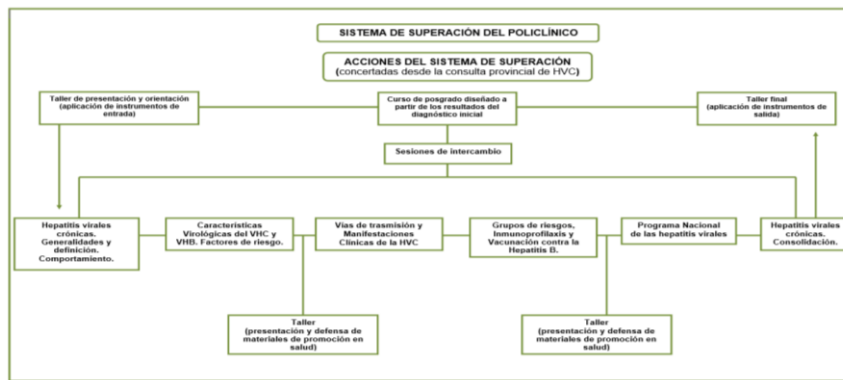 SISTEMA DE SUPERACIÓN DEL POLICLÍNICO
ACCIONES DEL SISTEMA DE SUPERACIÓN
(concertadas desde la consulta provincial de HVC)
Taller de presentación y orientación
(aplicación de instrumentos de
entrada)
Curso de posgrado diseñado a
partir de los resultados del
diagnóstico inicial
Taller final
(aplicación de instrumentos de
salida)
Sesiones de intercambio
Hepatitis virales
crónicas.
Generalidades y
definición.
Comportamiento.
Características
Virológicas del VHC y
VHB. Factores de riesgo.
Vías de trasmisión y
Manifestaciones
Clínicas de la HVC
Grupos de riesgos,
Inmunoprofilaxis y
Vacunación contra la
Hepatitis B.
Programa Nacional
de las hepatitis virales
Hepatitis virales
crónicas.
Consolidación.
Taller
(presentación y defensa de
materiales de promoción en
salud)
Taller
(presentación y defensa de
materiales de promoción en
salud)